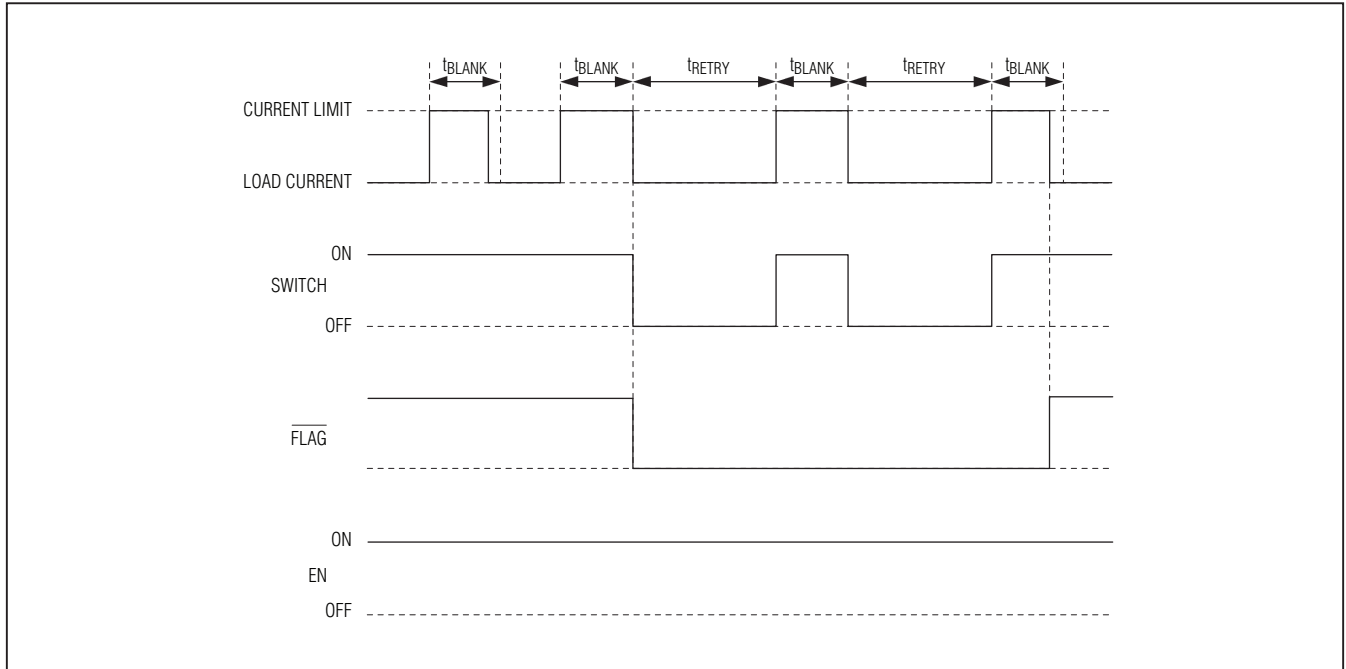 tBLANK tBLANK tRETRY tBLANK tRETRY tBLANK
CURRENT LIMIT
LOAD CURRENT
ON
SWITCH
OFF
FLAG
ON
EN
OFF